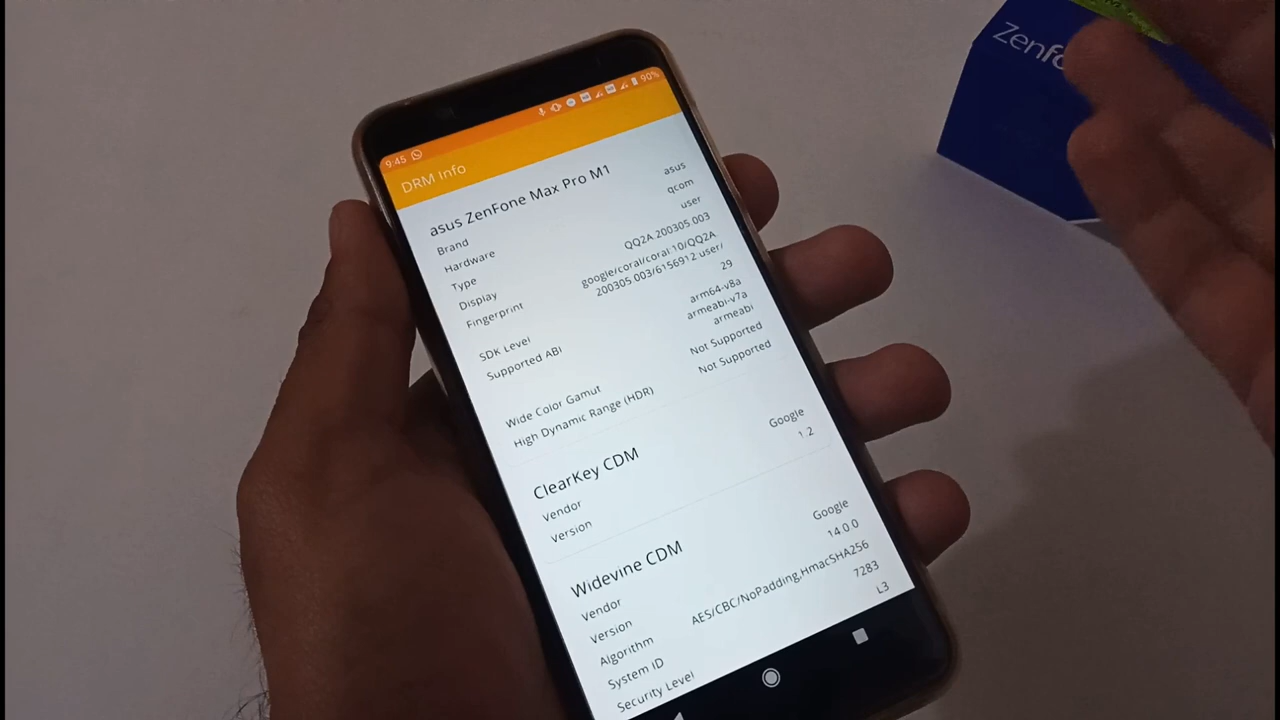 Zenfo
9:45 90%
DRM Info
asus ZenFone Max Pro M1
Brand asus
Hardware qcom
Type user
Display QQ2A.200305.003
Fingerprint google/coral/coral:10/QQ2A.
200305.003/6156912:user/
SDK Level 29
Supported ABI arm64-v8a
armeabi-v7a
armeabi
Wide Color Gamut Not Supported
High Dynamic Range (HDR) Not Supported
ClearKey CDM
Vendor Google
Version 1.2
Widevine CDM
Vendor Google
Version 14.0.0
Algorithm AES/CBC/NoPadding,HmacSHA256
System ID 7283
Security Level L3